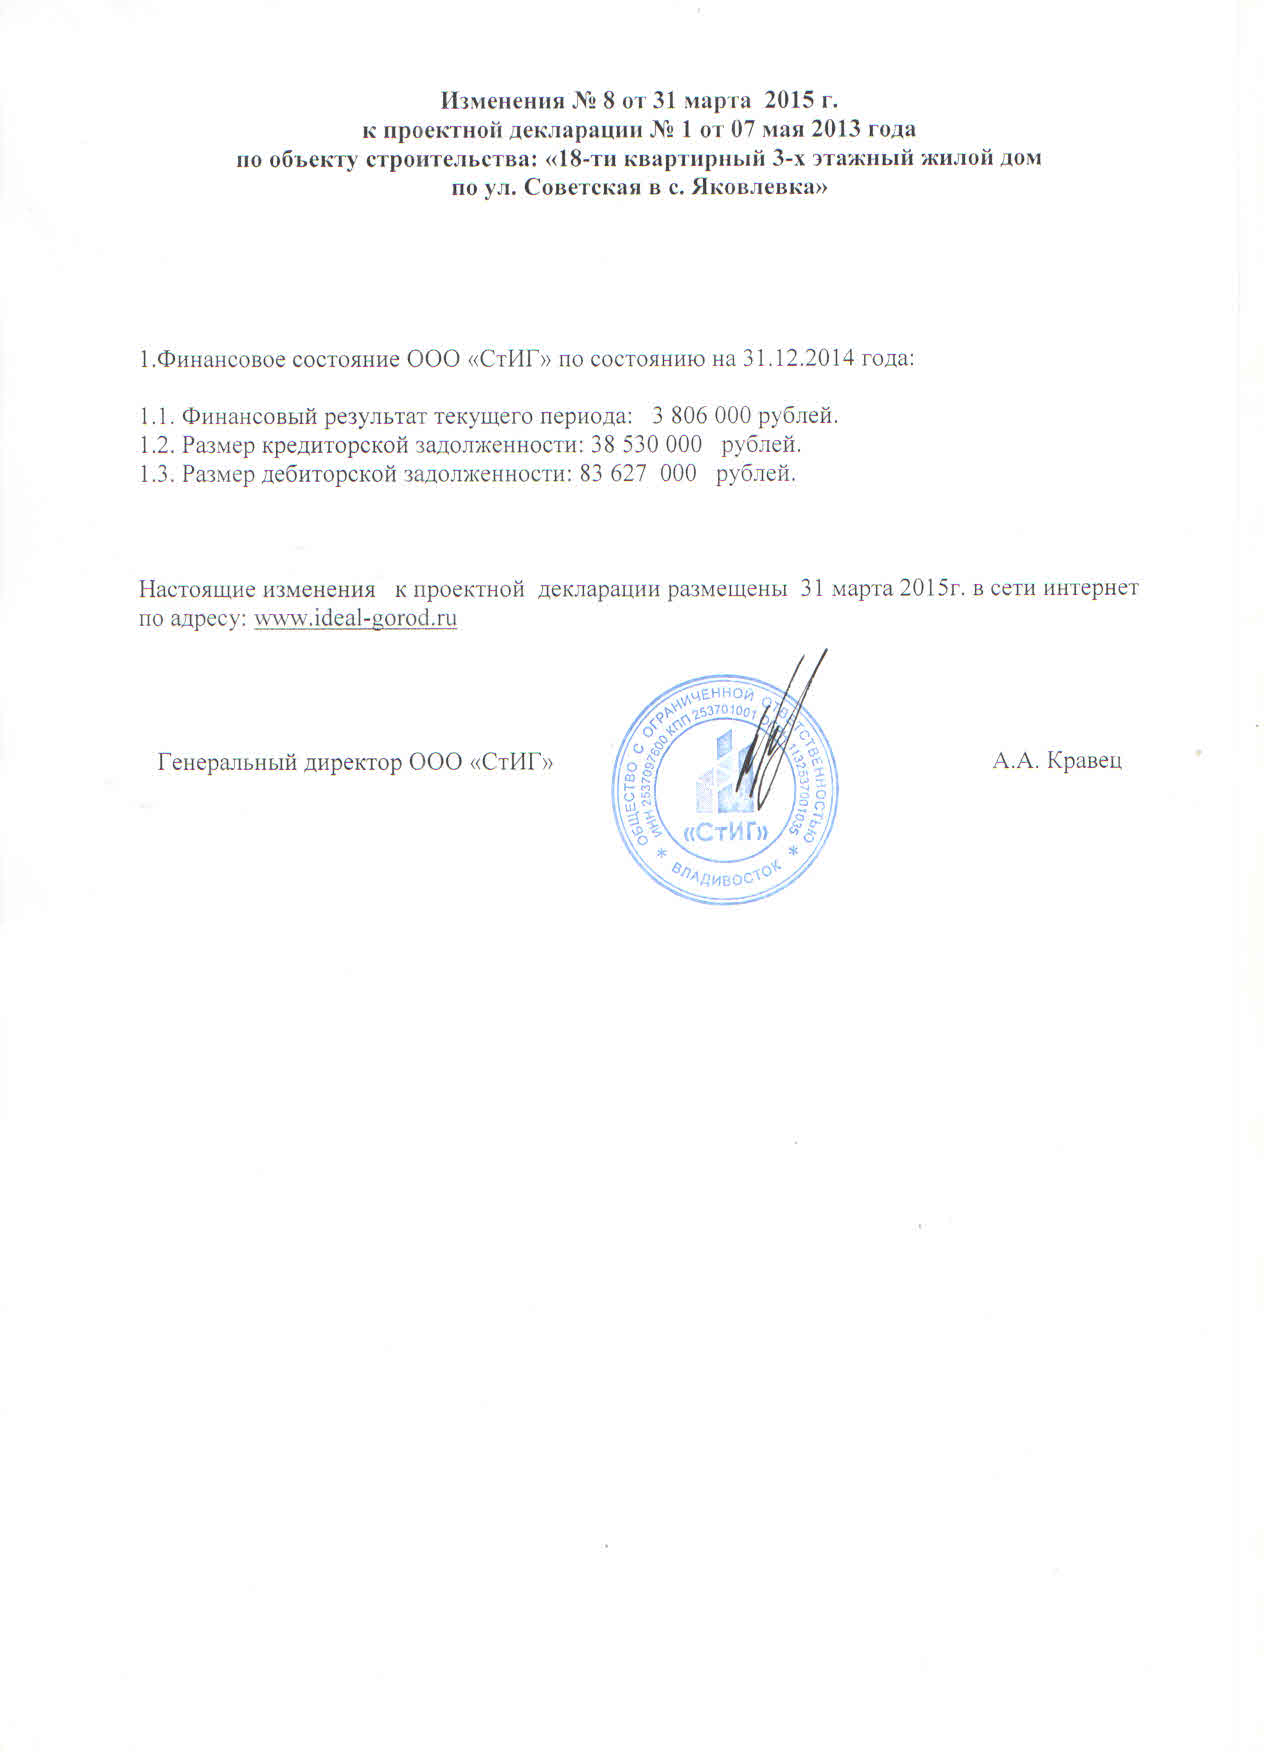 Изменения № 8 от 31 марта 2015 г.
к проектной декларации № 1 от 07 мая 2013 года
по объекту строительства: «18-ти квартирный 3-х этажный жилой дом
по ул. Советская в с. Яковлевка»
1.Финансовое состояние ООО «СтИГ» по состоянию на 31.12.2014 года:
1.1. Финансовый результат текущего периода: 3 806 000 рублей.
1.2. Размер кредиторской задолженности: 38 530 000 рублей.
1.3. Размер дебиторской задолженности: 83 627 000 рублей.
Настоящие изменения к проектной декларации размещены 31 марта 2015г. в сети интернет
по адресу: www.ideal-gorod.ru
Генеральный директор ООО «СтИГ»
А.А. Кравец
ОБЩЕСТВО С ОГРАНИЧЕННОЙ ОТВЕТСТВЕННОСТЬЮ
ИНН 2537097600 КПП 253701001 1132537001035
«СтИГ»
* ВЛАДИВОСТОК *